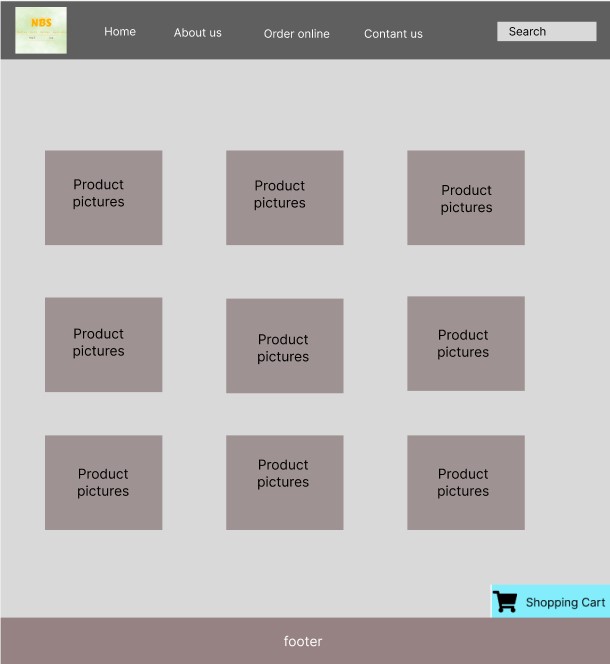 NBS
Home
About us
Order online
Contant us
Search
Product
pictures
Product
pictures
Product
pictures
Product
pictures
Product
pictures
Product
pictures
Product
pictures
Product
pictures
Product
pictures
Shopping Cart
footer